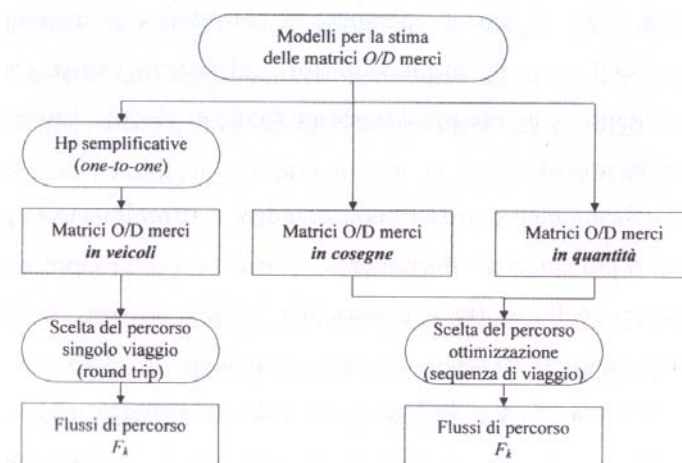 Modelli per la stima
delle matrici O/D merci
Hp semplificative
(one-to-one)
Matrici O/D merci
in veicoli
Matrici O/D merci
in cosegne
Matrici O/D merci
in quantità
Scelta del percorso
singolo viaggio
(round trip)
Scelta del percorso
ottimizzazione
(sequenza di viaggio)
Flussi di percorso
Fk
Flussi di percorso
Fk